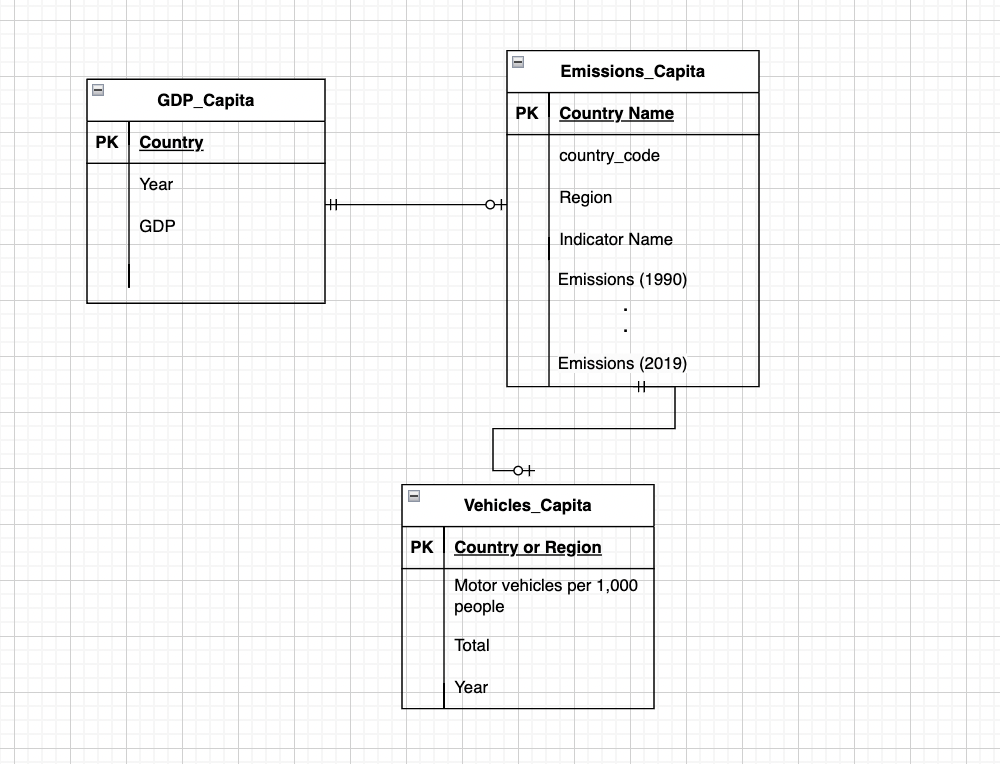 GDP_Capita
PK Country
Year
GDP
Emissions_Capita
PK Country Name
country_code
Region
Indicator Name
Emissions (1990)
.
.
Emissions (2019)
Vehicles_Capita
PK Country or Region
Motor vehicles per 1,000
people
Total
Year